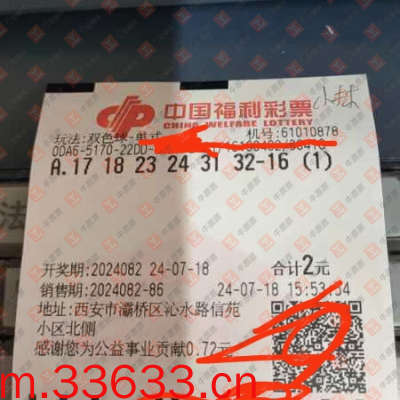 中国福利彩票
CHINA WELFARE LOTTERY
玩法:双色球-单式 机号:61010878
A.17 18 23 24 31 32-16 (1)
开奖期:2024082 24-07-18 合计2元
销售期:2024082-86 24-07-18 15:53:54
地址:西安市灞桥区沁水路信苑
小区北侧
感谢您为公益事业贡献0.72元
m.33633.cn